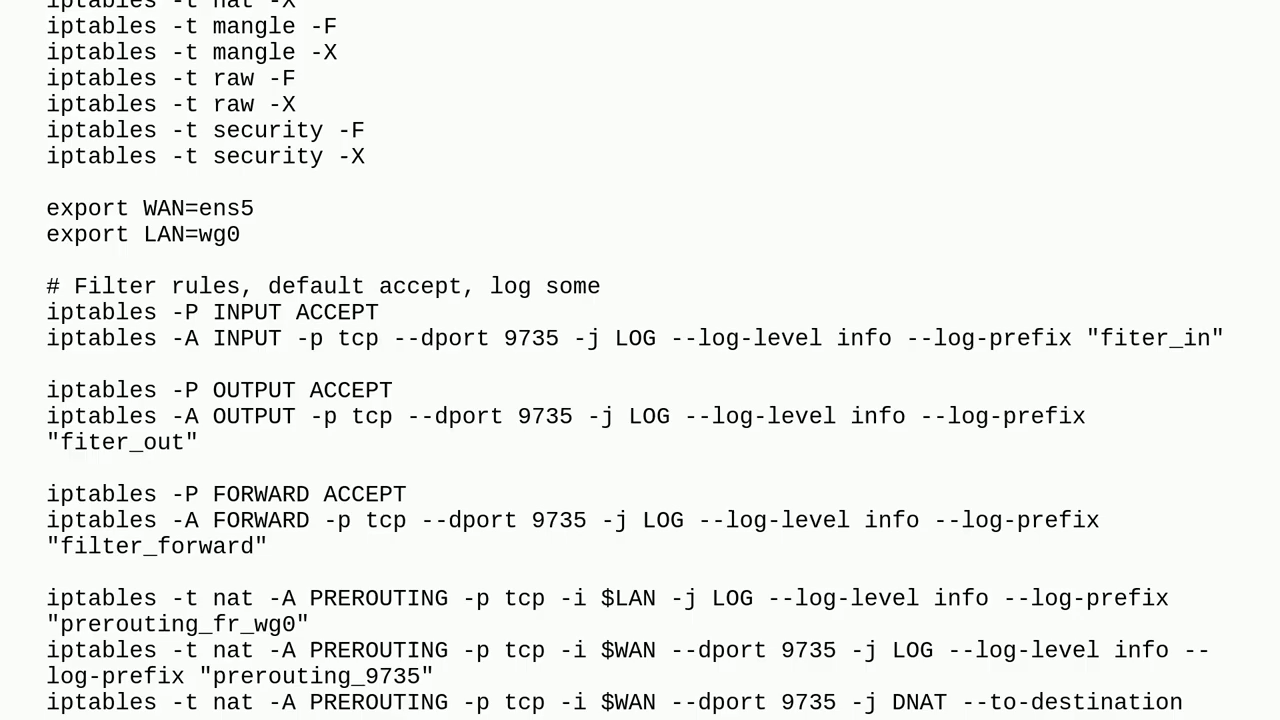 iptables -t nat -X
iptables -t mangle -F
iptables -t mangle -X
iptables -t raw -F
iptables -t raw -X
iptables -t security -F
iptables -t security -X
export WAN=ens5
export LAN=wg0
# Filter rules, default accept, log some
iptables -P INPUT ACCEPT
iptables -A INPUT -p tcp --dport 9735 -j LOG --log-level info --log-prefix "fiter_in"
iptables -P OUTPUT ACCEPT
iptables -A OUTPUT -p tcp --dport 9735 -j LOG --log-level info --log-prefix
"fiter_out"
iptables -P FORWARD ACCEPT
iptables -A FORWARD -p tcp --dport 9735 -j LOG --log-level info --log-prefix
"filter_forward"
iptables -t nat -A PREROUTING -p tcp -i $LAN -j LOG --log-level info --log-prefix
"prerouting_fr_wg0"
iptables -t nat -A PREROUTING -p tcp -i $WAN --dport 9735 -j LOG --log-level info --
log-prefix "prerouting_9735"
iptables -t nat -A PREROUTING -p tcp -i $WAN --dport 9735 -j DNAT --to-destination